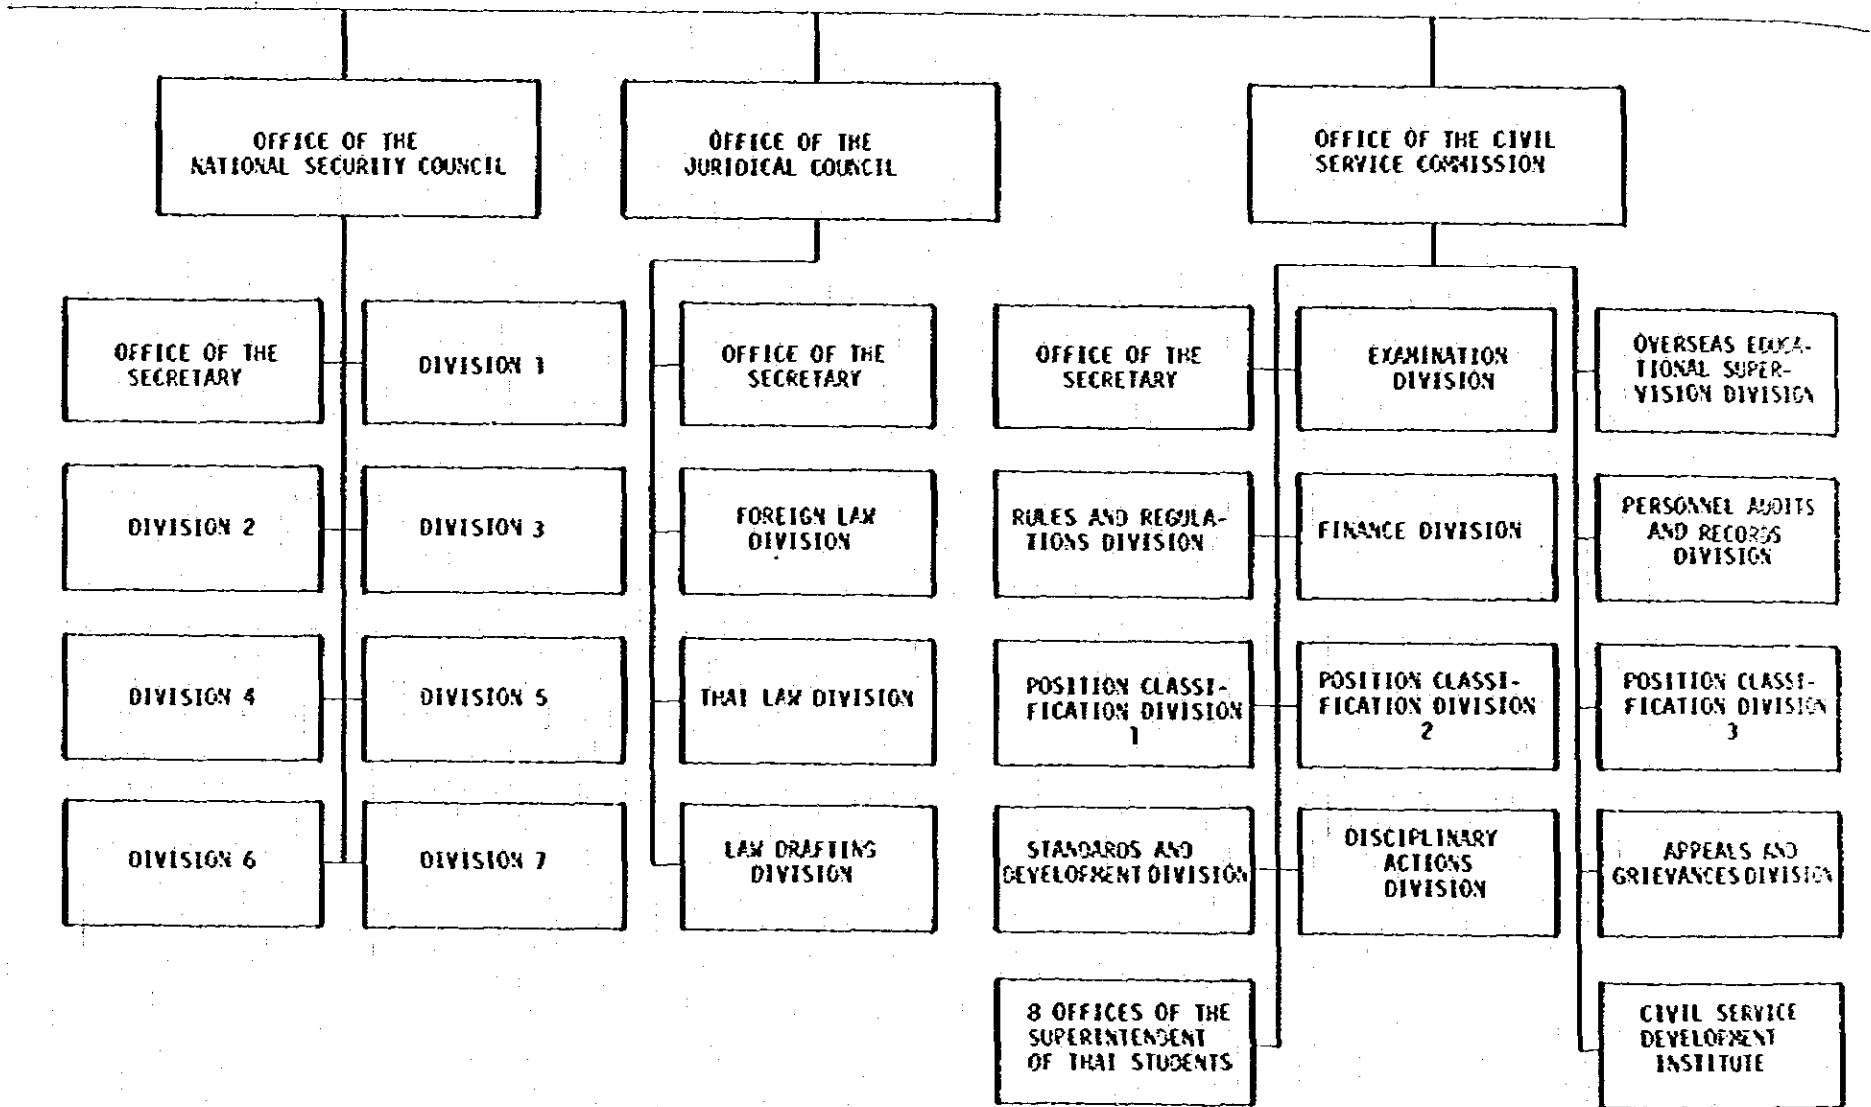 OFFICE OF THE
NATIONAL SECURITY COUNCIL
OFFICE OF THE
JURIDICAL COUNCIL
OFFICE OF THE CIVIL
SERVICE COMMISSION
OFFICE OF THE
SECRETARY
DIVISION 1
OFFICE OF THE
SECRETARY
OFFICE OF THE
SECRETARY
EXAMINATION
DIVISION
OVERSEAS EDUCA-
TIONAL SUPER-
VISION DIVISION
DIVISION 2
DIVISION 3
FOREIGN LAW
DIVISION
RULES AND REGULA-
TIONS DIVISION
FINANCE DIVISION
PERSONNEL AUDITS
AND RECORDS
DIVISION
DIVISION 4
DIVISION 5
THAI LAW DIVISION
POSITION CLASSI-
FICATION DIVISION
1
POSITION CLASSI-
FICATION DIVISION
2
POSITION CLASSI-
FICATION DIVISION
3
DIVISION 6
DIVISION 7
LAW DRAFTING
DIVISION
STANDARDS AND
DEVELOPMENT DIVISION
DISCIPLINARY
ACTIONS
DIVISION
APPEALS AND
GRIEVANCES DIVISION
8 OFFICES OF THE
SUPERINTENDENT
OF THAI STUDENTS
CIVIL SERVICE
DEVELOPMENT
INSTITUTE